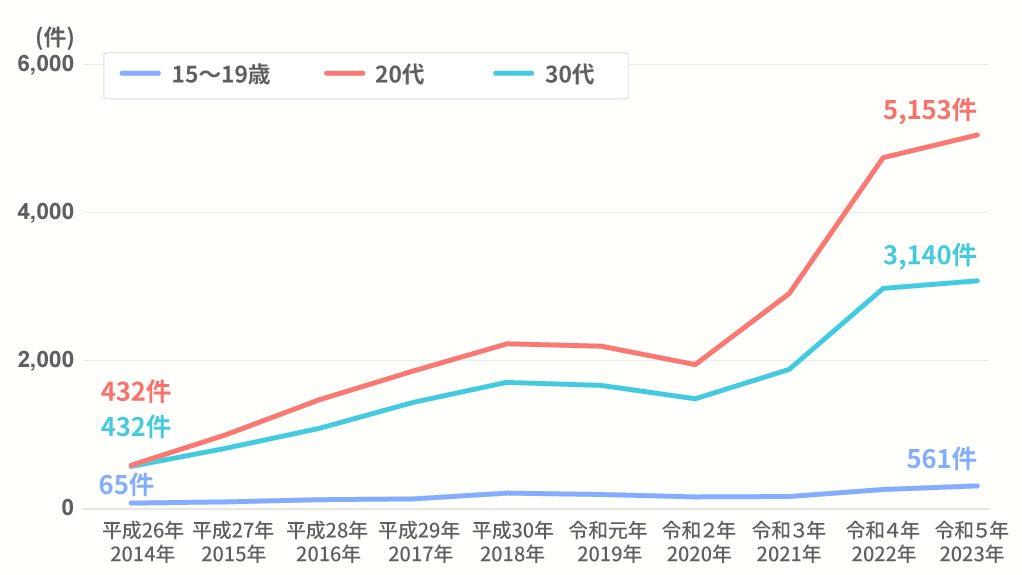 (件)
6,000
15〜19歳 20代 30代
5,153件
4,000
3,140件
2,000
432件
432件
561件
65件
0
平成26年 平成27年 平成28年 平成29年 平成30年 令和元年 令和２年 令和３年 令和４年 令和５年
2014年 2015年 2016年 2017年 2018年 2019年 2020年 2021年 2022年 2023年